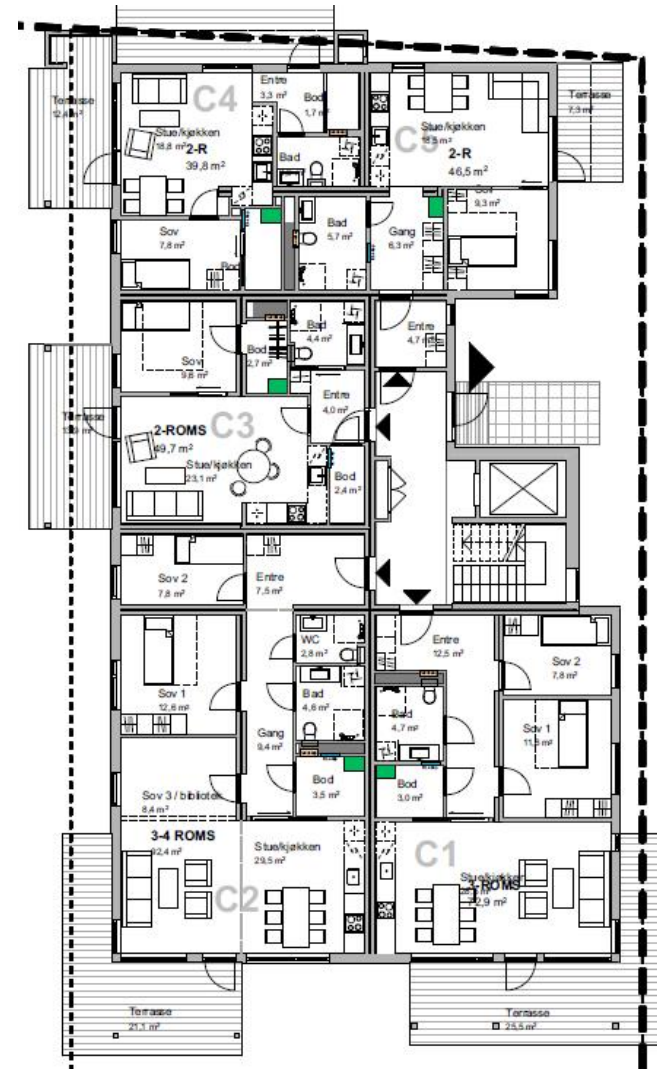 C4
Entre
3,3 m²
Bod
1,7 m²
Terrasse
Stue/kjøkken
18,8 m²
2-R
39,8 m²
Bad
Sov
7,8 m²
Bod
Terrasse
7,3 m²
Stue/kjøkken
2-R
46,5 m²
Sov
9,3 m²
Bad
5,7 m²
Gang
6,3 m²
Sov
9,6 m²
Bod
2,7 m²
Bad
4,4 m²
Entre
4,7 m²
Entre
4,0 m²
Terrasse
2-ROMS
C3
49,7 m²
Stue/kjøkken
23,1 m²
Bod
2,4 m²
Sov 2
7,8 m²
Entre
7,5 m²
WC
2,8 m²
Sov 1
12,6 m²
Bad
4,6 m²
Gang
9,4 m²
Bod
3,5 m²
Sov 3 / bibliotek
8,4 m²
3-4 ROMS
Stue/kjøkken
29,5 m²
C2
Terrasse
21,1 m²
Entre
12,5 m²
Sov 2
7,8 m²
Bad
4,7 m²
Sov 1
Bod
3,0 m²
C1
Stue/kjøkken
3-ROMS
72,9 m²
Terrasse
25,5 m²